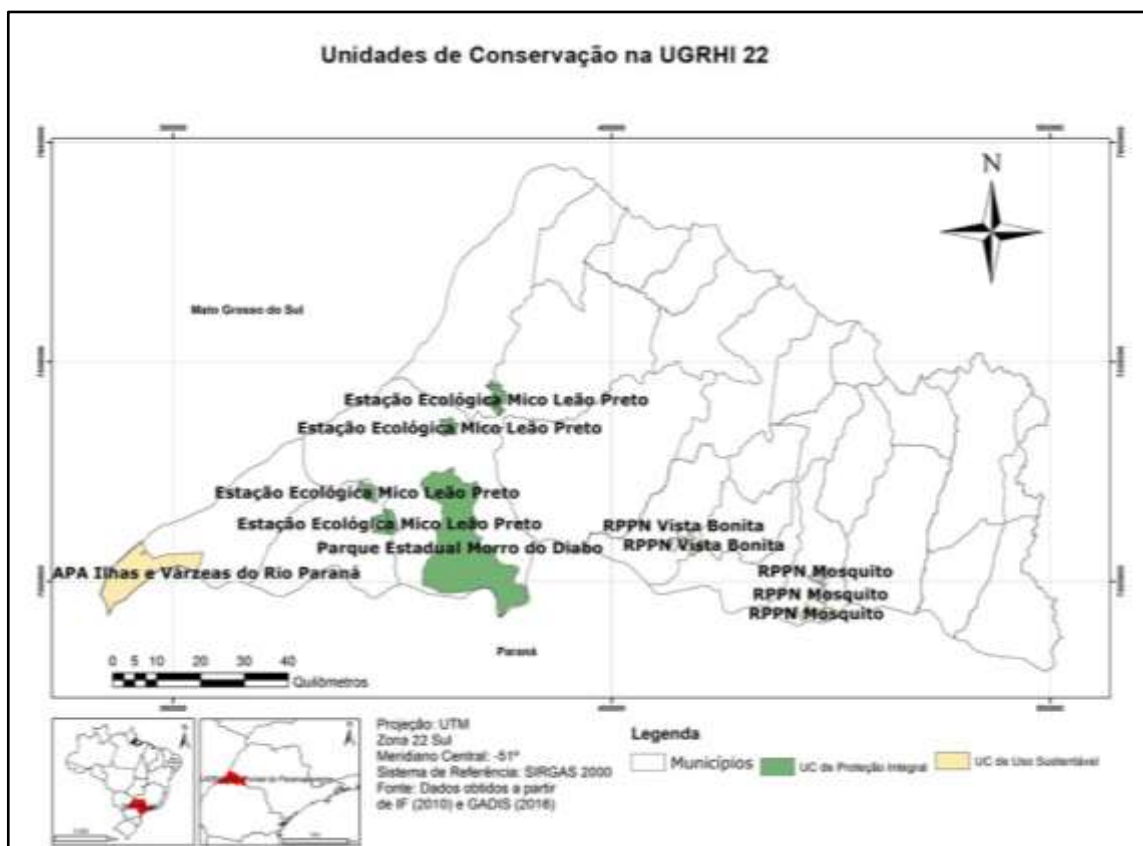 Unidades de Conservação na UGRHI 22
N
Mato Grosso do Sul
Estação Ecológica Mico Leão Preto
Estação Ecológica Mico Leão Preto
Estação Ecológica Mico Leão Preto
Estação Ecológica Mico Leão Preto
Parque Estadual Morro do Diabo
RPPN Vista Bonita
RPPN Vista Bonita
APA Ilhas e Várzeas do Rio Paraná
RPPN Mosquito
RPPN Mosquito
RPPN Mosquito
Paraná
0 5 10 20 30 40
Quilômetros
Projeção: UTM
Zona 22 Sul
Meridiano Central: -51º
Sistema de Referência: SIRGAS 2000
Fonte: Dados obtidos a partir
de IF (2010) e GADIS (2016)
Legenda
Municípios
UC de Proteção Integral
UC de Uso Sustentável